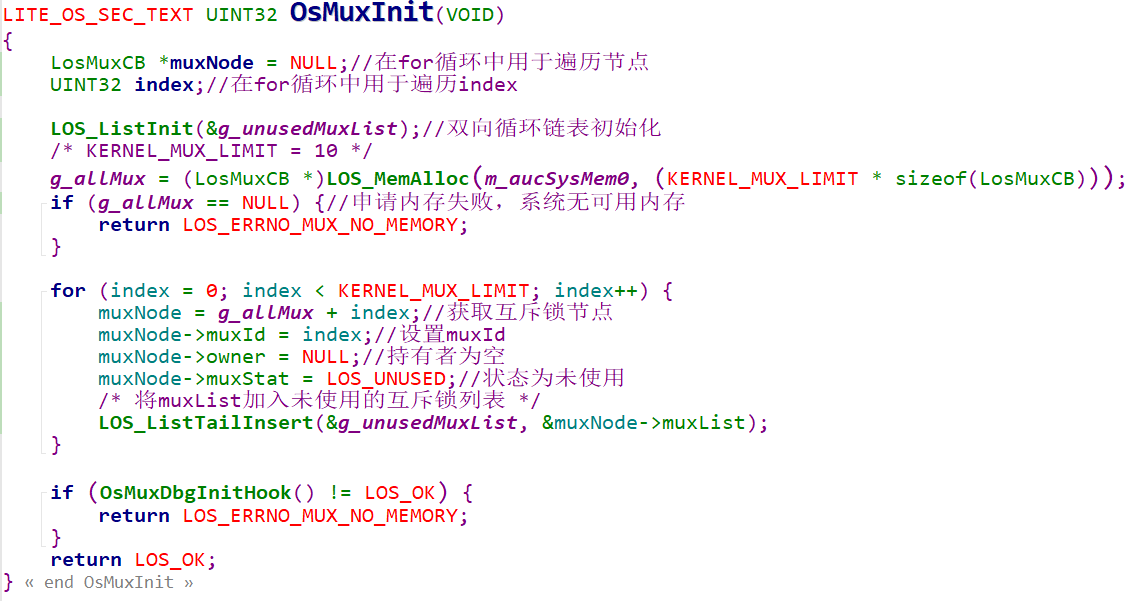 LITE_OS_SEC_TEXT UINT32 OsMuxInit(VOID)
{
    LosMuxCB *muxNode = NULL;//在for循环中用于遍历节点
    UINT32 index;//在for循环中用于遍历index
    LOS_ListInit(&g_unusedMuxList);//双向循环链表初始化
    /* KERNEL_MUX_LIMIT = 10 */
    g_allMux = (LosMuxCB *)LOS_MemAlloc(m_aucSysMem0, (KERNEL_MUX_LIMIT * sizeof(LosMuxCB)));
    if (g_allMux == NULL) {//申请内存失败，系统无可用内存
        return LOS_ERRNO_MUX_NO_MEMORY;
    }
    for (index = 0; index < KERNEL_MUX_LIMIT; index++) {
        muxNode = g_allMux + index;//获取互斥锁节点
        muxNode->muxId = index;//设置muxId
        muxNode->owner = NULL;//持有者为空
        muxNode->muxStat = LOS_UNUSED;//状态为未使用
        /* 将muxList加入未使用的互斥锁列表 */
        LOS_ListTailInsert(&g_unusedMuxList, &muxNode->muxList);
    }
    if (OsMuxDbgInitHook() != LOS_OK) {
        return LOS_ERRNO_MUX_NO_MEMORY;
    }
    return LOS_OK;
} « end OsMuxInit »